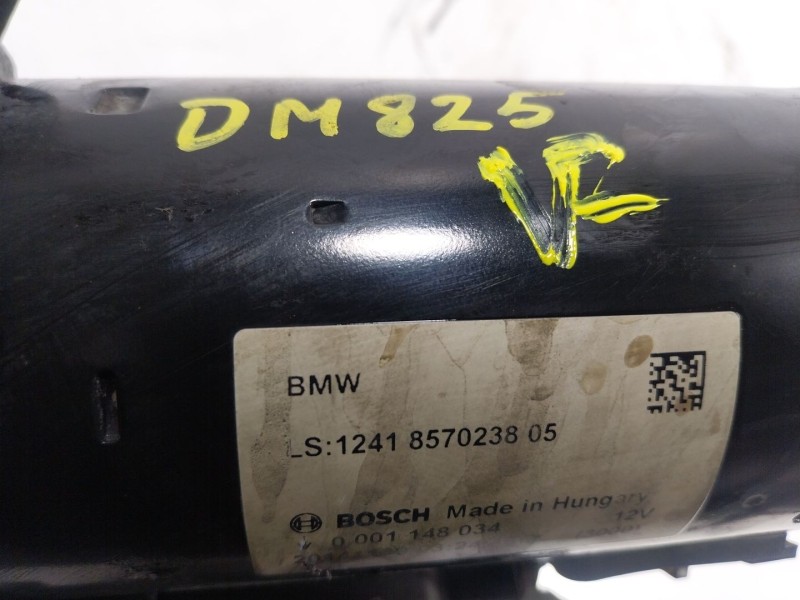 DM825
VF
BMW
LS:1241 8570238 05
BOSCH Made in Hungary
0 001 148 034 12V